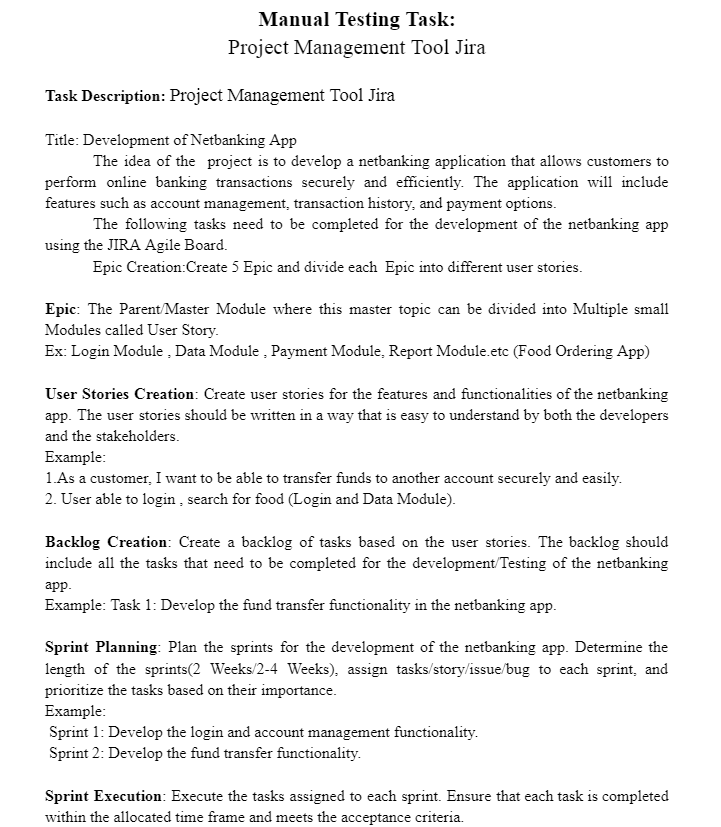 Manual Testing Task:
Project Management Tool Jira
Task Description: Project Management Tool Jira
Title: Development of Netbanking App
The idea of the project is to develop a netbanking application that allows customers to
perform online banking transactions securely and efficiently. The application will include
features such as account management, transaction history, and payment options.
The following tasks need to be completed for the development of the netbanking app
using the JIRA Agile Board.
Epic Creation:Create 5 Epic and divide each Epic into different user stories.
Epic: The Parent/Master Module where this master topic can be divided into Multiple small
Modules called User Story.
Ex: Login Module , Data Module , Payment Module, Report Module.etc (Food Ordering App)
User Stories Creation: Create user stories for the features and functionalities of the netbanking
app. The user stories should be written in a way that is easy to understand by both the developers
and the stakeholders.
Example:
1.As a customer, I want to be able to transfer funds to another account securely and easily.
2. User able to login , search for food (Login and Data Module).
Backlog Creation: Create a backlog of tasks based on the user stories. The backlog should
include all the tasks that need to be completed for the development/Testing of the netbanking
app.
Example: Task 1: Develop the fund transfer functionality in the netbanking app.
Sprint Planning: Plan the sprints for the development of the netbanking app. Determine the
length of the sprints(2 Weeks/2-4 Weeks), assign tasks/story/issue/bug to each sprint, and
prioritize the tasks based on their importance.
Example:
Sprint 1: Develop the login and account management functionality.
Sprint 2: Develop the fund transfer functionality.
Sprint Execution: Execute the tasks assigned to each sprint. Ensure that each task is completed
within the allocated time frame and meets the acceptance criteria.